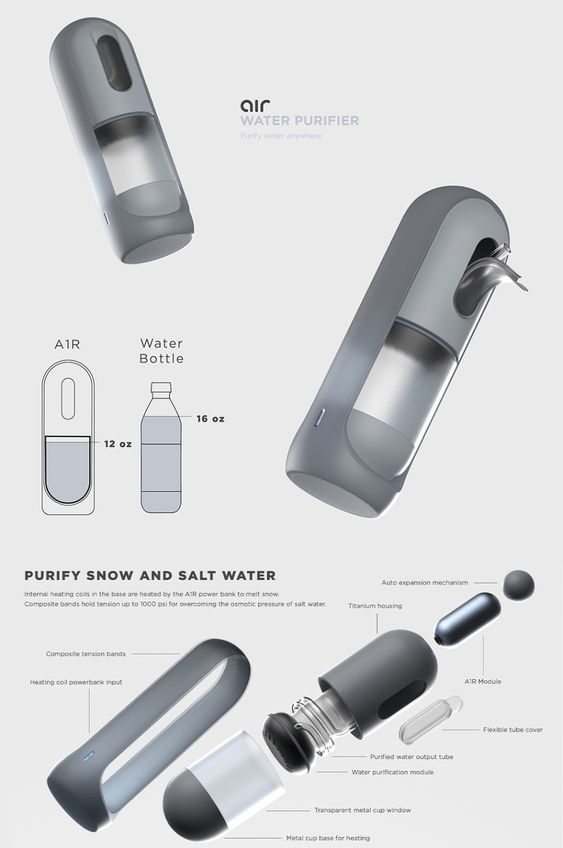 aır
WATER PURIFIER
Purify water anywhere
A1R
Water
Bottle
16 oz
12 oz
PURIFY SNOW AND SALT WATER
Internal heating coils in the base are heated by the A1R power bank to melt snow.
Composite bands hold tension up to 1000 psi for overcoming the osmotic pressure of salt water.
Auto expansion mechanism
Titanium housing
Composite tension bands
A1R Module
Heating coil powerbank input
Flexible tube cover
Purified water output tube
Water purification module
Transparent metal cup window
Metal cup base for heating